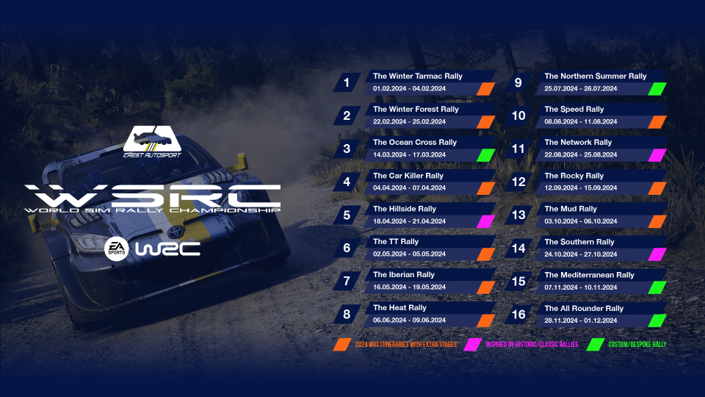 CREST AUTOSPORT
WSRC
WORLD SIM RALLY CHAMPIONSHIP
EA
SPORTS
WRC
1
The Winter Tarmac Rally
01.02.2024 - 04.02.2024
2
The Winter Forest Rally
22.02.2024 - 25.02.2024
3
The Ocean Cross Rally
14.03.2024 - 17.03.2024
4
The Car Killer Rally
04.04.2024 - 07.04.2024
5
The Hillside Rally
18.04.2024 - 21.04.2024
6
The TT Rally
02.05.2024 - 05.05.2024
7
The Iberian Rally
16.05.2024 - 19.05.2024
8
The Heat Rally
06.06.2024 - 09.06.2024
9
The Northern Summer Rally
25.07.2024 - 28.07.2024
10
The Speed Rally
08.08.2024 - 11.08.2024
11
The Network Rally
22.08.2024 - 25.08.2024
12
The Rocky Rally
12.09.2024 - 15.09.2024
13
The Mud Rally
03.10.2024 - 06.10.2024
14
The Southern Rally
24.10.2024 - 27.10.2024
15
The Mediterranean Rally
07.11.2024 - 10.11.2024
16
The All Rounder Rally
28.11.2024 - 01.12.2024
2024 WRC ITINERARIES WITH EXTRA STAGES
INSPIRED BY HISTORIC/CLASSIC RALLIES
CUSTOM/BESPOKE RALLY